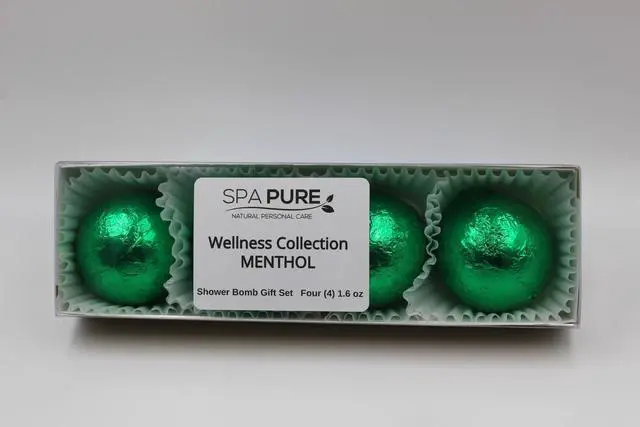 SPA PURE
NATURAL PERSONAL CARE
Wellness Collection
MENTHOL
Shower Bomb Gift Set Four (4) 1.6 oz